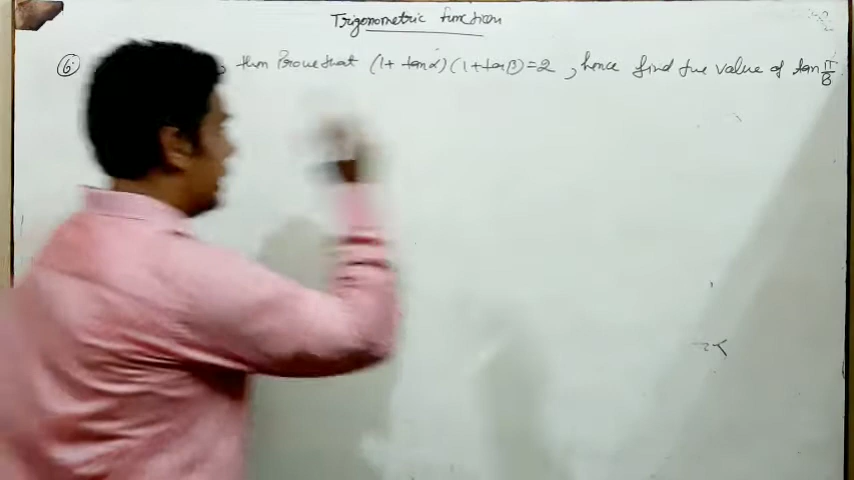 Trigonometric function
⑥ , then Prove that (1+ tanα)(1+tanβ)=2 , hence find the value of tan π/8